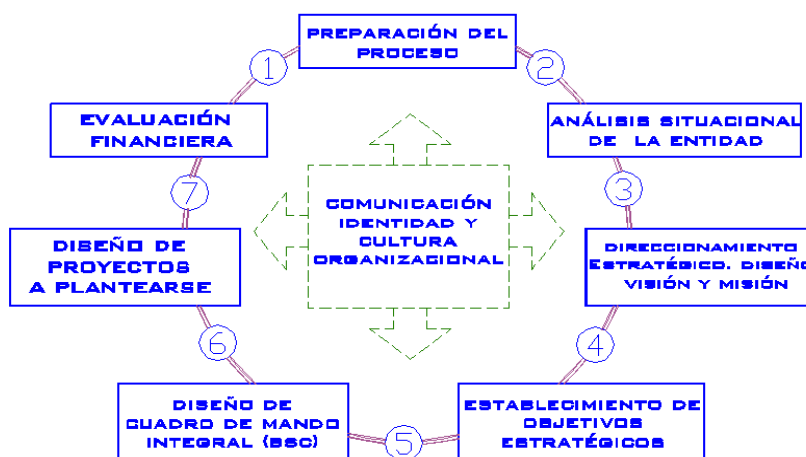 PREPARACIÓN DEL
PROCESO
1
2
EVALUACIÓN
FINANCIERA
ANÁLISIS SITUACIONAL
DE LA ENTIDAD
7
3
COMUNICACIÓN
IDENTIDAD Y
CULTURA
ORGANIZACIONAL
DISEÑO DE
PROYECTOS
A PLANTEARSE
DIRECCIONAMIENTO
ESTRATÉGICO. DISEÑO
VISIÓN Y MISIÓN
6
4
DISEÑO DE
CUADRO DE MANDO
INTEGRAL (BSC)
5
ESTABLECIMIENTO DE
OBJETIVOS
ESTRATÉGICOS